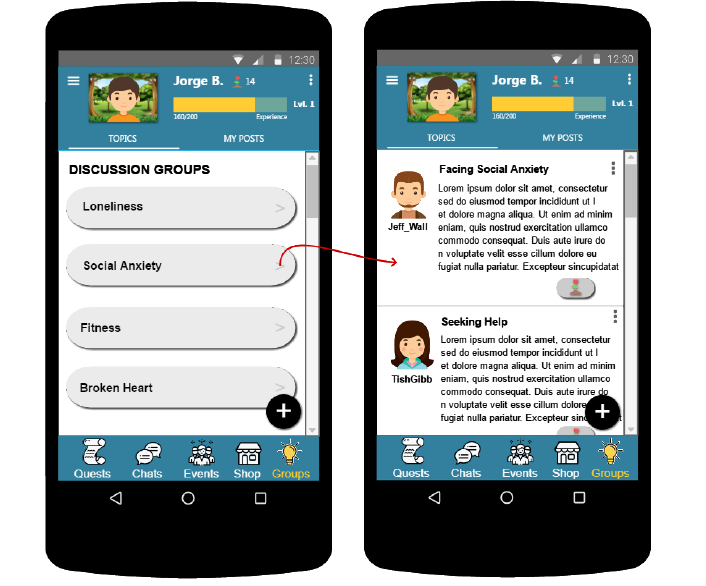 12:30
Jorge B. 14
Lvl. 1
160/200 Experience
TOPICS MY POSTS
DISCUSSION GROUPS
Loneliness >
Social Anxiety >
Fitness >
Broken Heart >
+
Quests Chats Events Shop Groups
12:30
Jorge B. 14
Lvl. 1
160/200 Experience
TOPICS MY POSTS
Facing Social Anxiety
Jeff_Wall
Lorem ipsum dolor sit amet, consectetur
sed do eiusmod tempor incididunt ut l
et dolore magna aliqua. Ut enim ad minim
eniam, quis nostrud exercitation ullamco
commodo consequat. Duis aute irure do
n voluptate velit esse cillum dolore eu
fugiat nulla pariatur. Excepteur sincupidatat
Seeking Help
TishGibb
Lorem ipsum dolor sit amet, consectetur
sed do eiusmod tempor incididunt ut l
et dolore magna aliqua. Ut enim ad minim
eniam, quis nostrud exercitation ullamco
commodo consequat. Duis aute irure do
n voluptate velit esse cillum dolore
fugiat nulla pariatur. Excepteur
+
Quests Chats Events Shop Groups